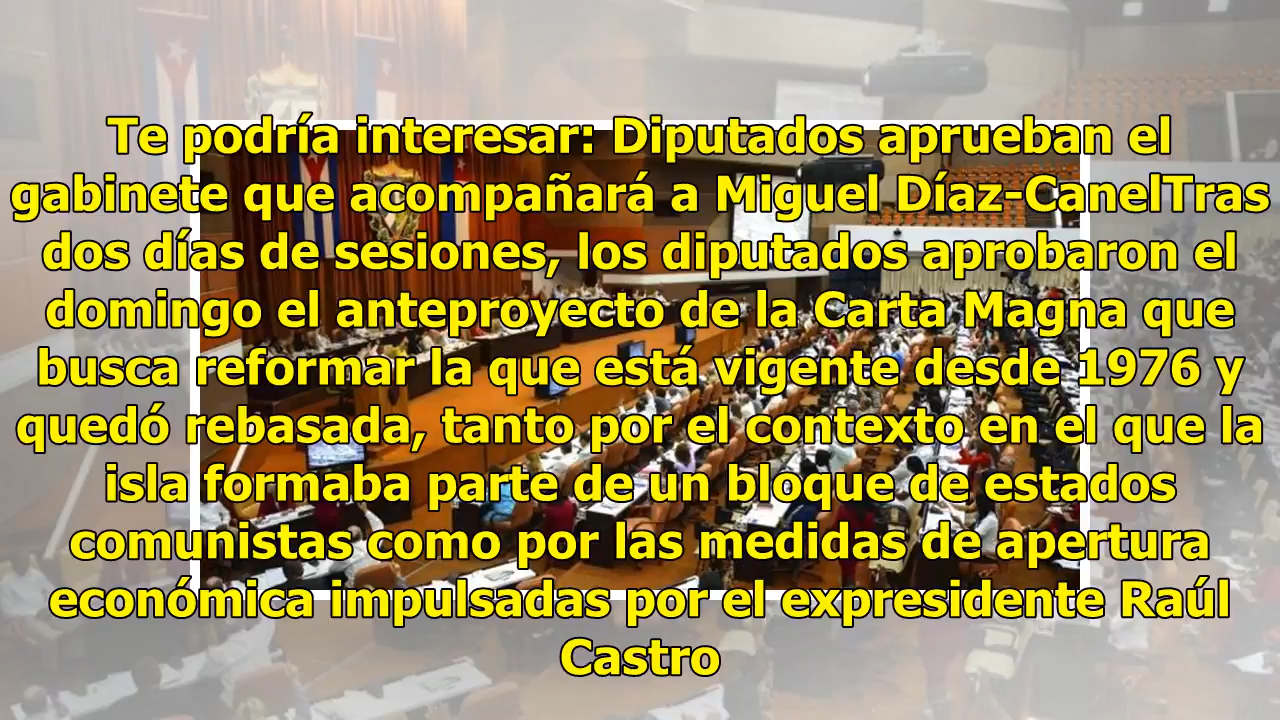 Te podría interesar: Diputados aprueban el
gabinete que acompañará a Miguel Díaz-CanelTras
dos días de sesiones, los diputados aprobaron el
domingo el anteproyecto de la Carta Magna que
busca reformar la que está vigente desde 1976 y
quedó rebasada, tanto por el contexto en el que la
isla formaba parte de un bloque de estados
comunistas como por las medidas de apertura
económica impulsadas por el expresidente Raúl
Castro